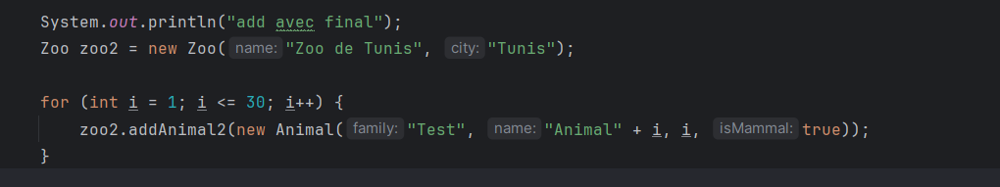 System.out.println("add avec final");
Zoo zoo2 = new Zoo( name: "Zoo de Tunis", city: "Tunis");
for (int i = 1; i <= 30; i++) {
zoo2.addAnimal2(new Animal( family: "Test", name: "Animal" + i, i, isMammal: true));
}